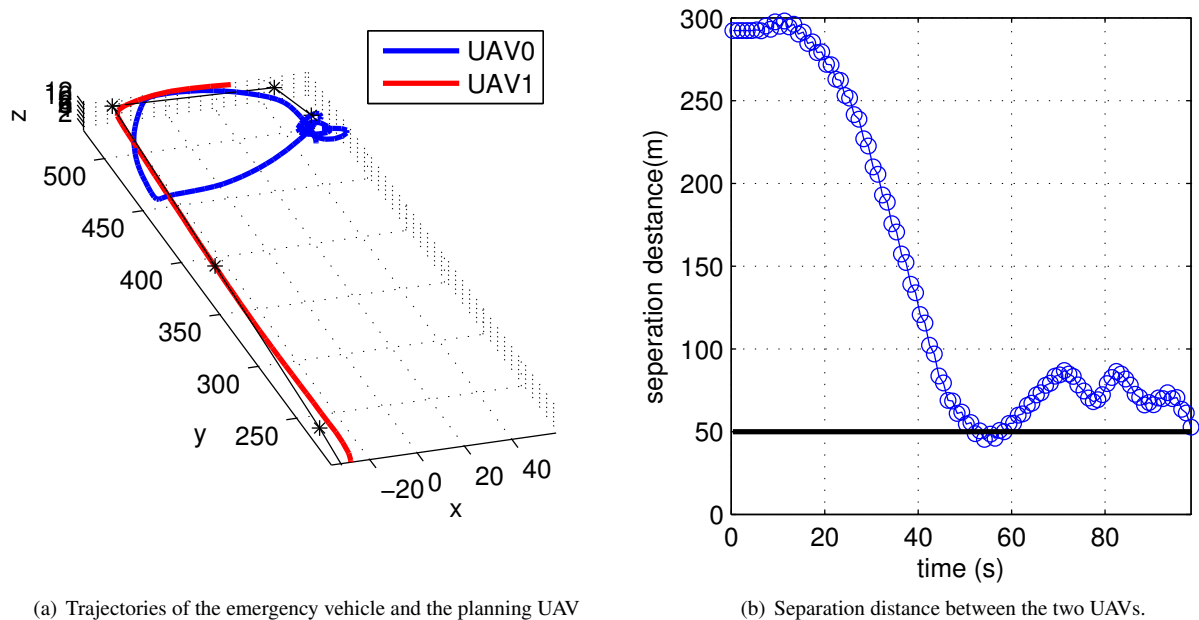 UAV0
UAV1
z
500
450
400
350
300
250
y
−20
0
20
40
x
300
250
200
150
100
50
0
seperation destance(m)
0
20
40
60
80
time (s)
(a) Trajectories of the emergency vehicle and the planning UAV
(b) Separation distance between the two UAVs.